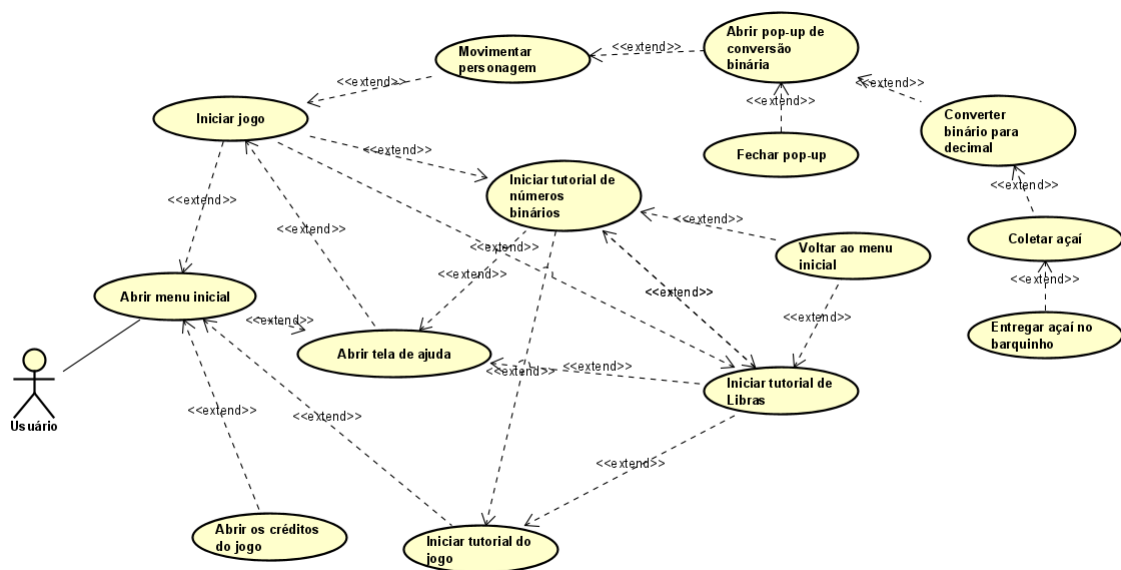 Abrir pop-up de
conversão
binária
<<extend>>
Movimentar
personagem
<<extend>>
<<extend>>
<<extend>>
Converter
binário para
decimal
Iniciar jogo
<<extend>>
Fechar pop-up
Iniciar tutorial de
números
binários
<<extend>>
<<extend>>
<<extend>>
Coletar açaí
<<extend>>
<<extend>>
Voltar ao menu
inicial
<<extend>>
<<extend>>
<<extend>>
Abrir menu inicial
<<extend>>
<<extend>>
<<extend>>
Entregar açaí no
barquinho
Abrir tela de ajuda
<<extend>>
<<extend>>
Iniciar tutorial de
Libras
Usuário
<<extend>>
<<extend>>
<<extend>>
Abrir os créditos
do jogo
Iniciar tutorial do
jogo